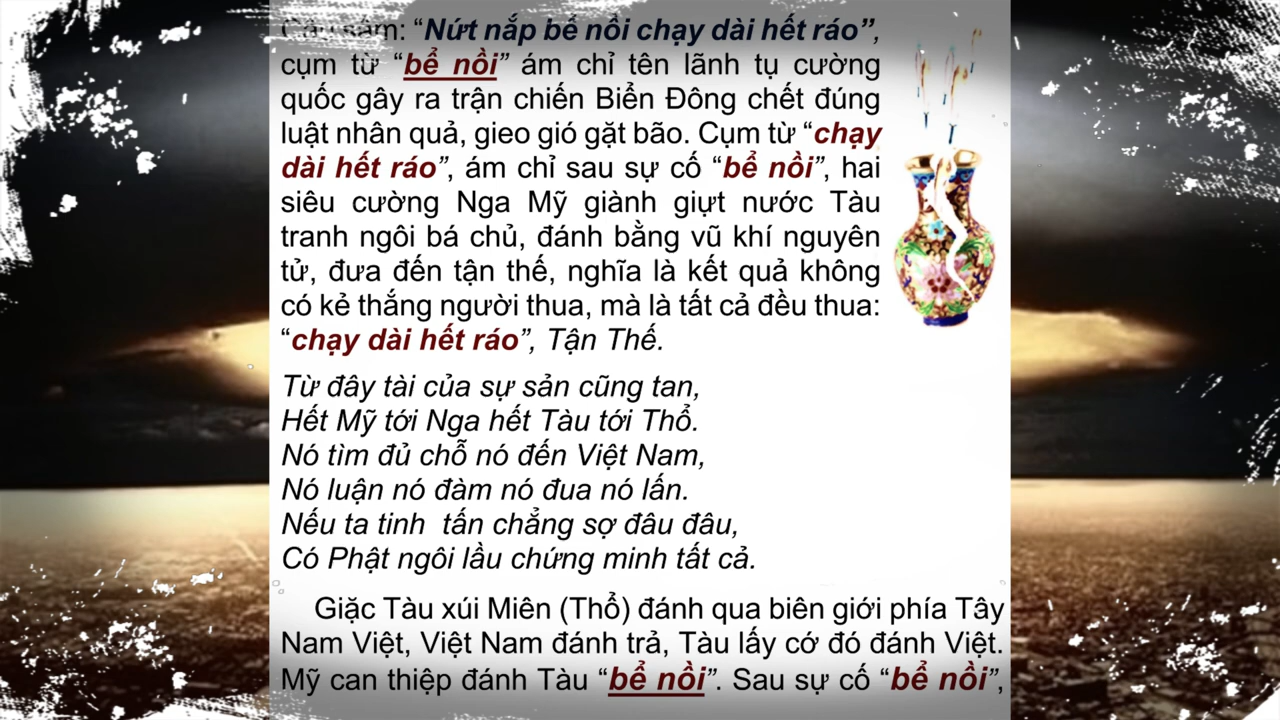 sám: “Nứt nắp bể nồi chạy dài hết ráo”,
cụm từ “bể nồi” ám chỉ tên lãnh tụ cường
quốc gây ra trận chiến Biển Đông chết đúng
luật nhân quả, gieo gió gặt bão. Cụm từ “chạy
dài hết ráo”, ám chỉ sau sự cố “bể nồi”, hai
siêu cường Nga Mỹ giành giựt nước Tàu
tranh ngôi bá chủ, đánh bằng vũ khí nguyên
tử, đưa đến tận thế, nghĩa là kết quả không
có kẻ thắng người thua, mà là tất cả đều thua:
“chạy dài hết ráo”, Tận Thế.
Từ đây tài của sự sản cũng tan,
Hết Mỹ tới Nga hết Tàu tới Thổ.
Nó tìm đủ chỗ nó đến Việt Nam,
Nó luận nó đàm nó đua nó lấn.
Nếu ta tinh tấn chẳng sợ đâu đâu,
Có Phật ngôi lầu chứng minh tất cả.
Giặc Tàu xúi Miên (Thổ) đánh qua biên giới phía Tây
Nam Việt, Việt Nam đánh trả, Tàu lấy cớ đó đánh Việt.
Mỹ can thiệp đánh Tàu “bể nồi”. Sau sự cố “bể nồi”,